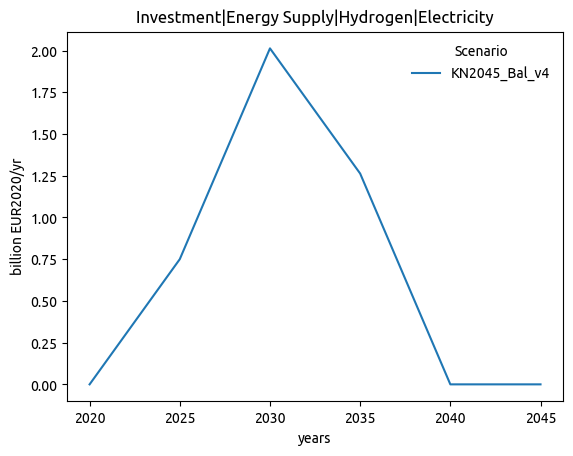 Investment|Energy Supply|Hydrogen|Electricity
Scenario
KN2045_Bal_v4
billion EUR2020/yr
2.00
1.75
1.50
1.25
1.00
0.75
0.50
0.25
0.00
2020 2025 2030 2035 2040 2045
years